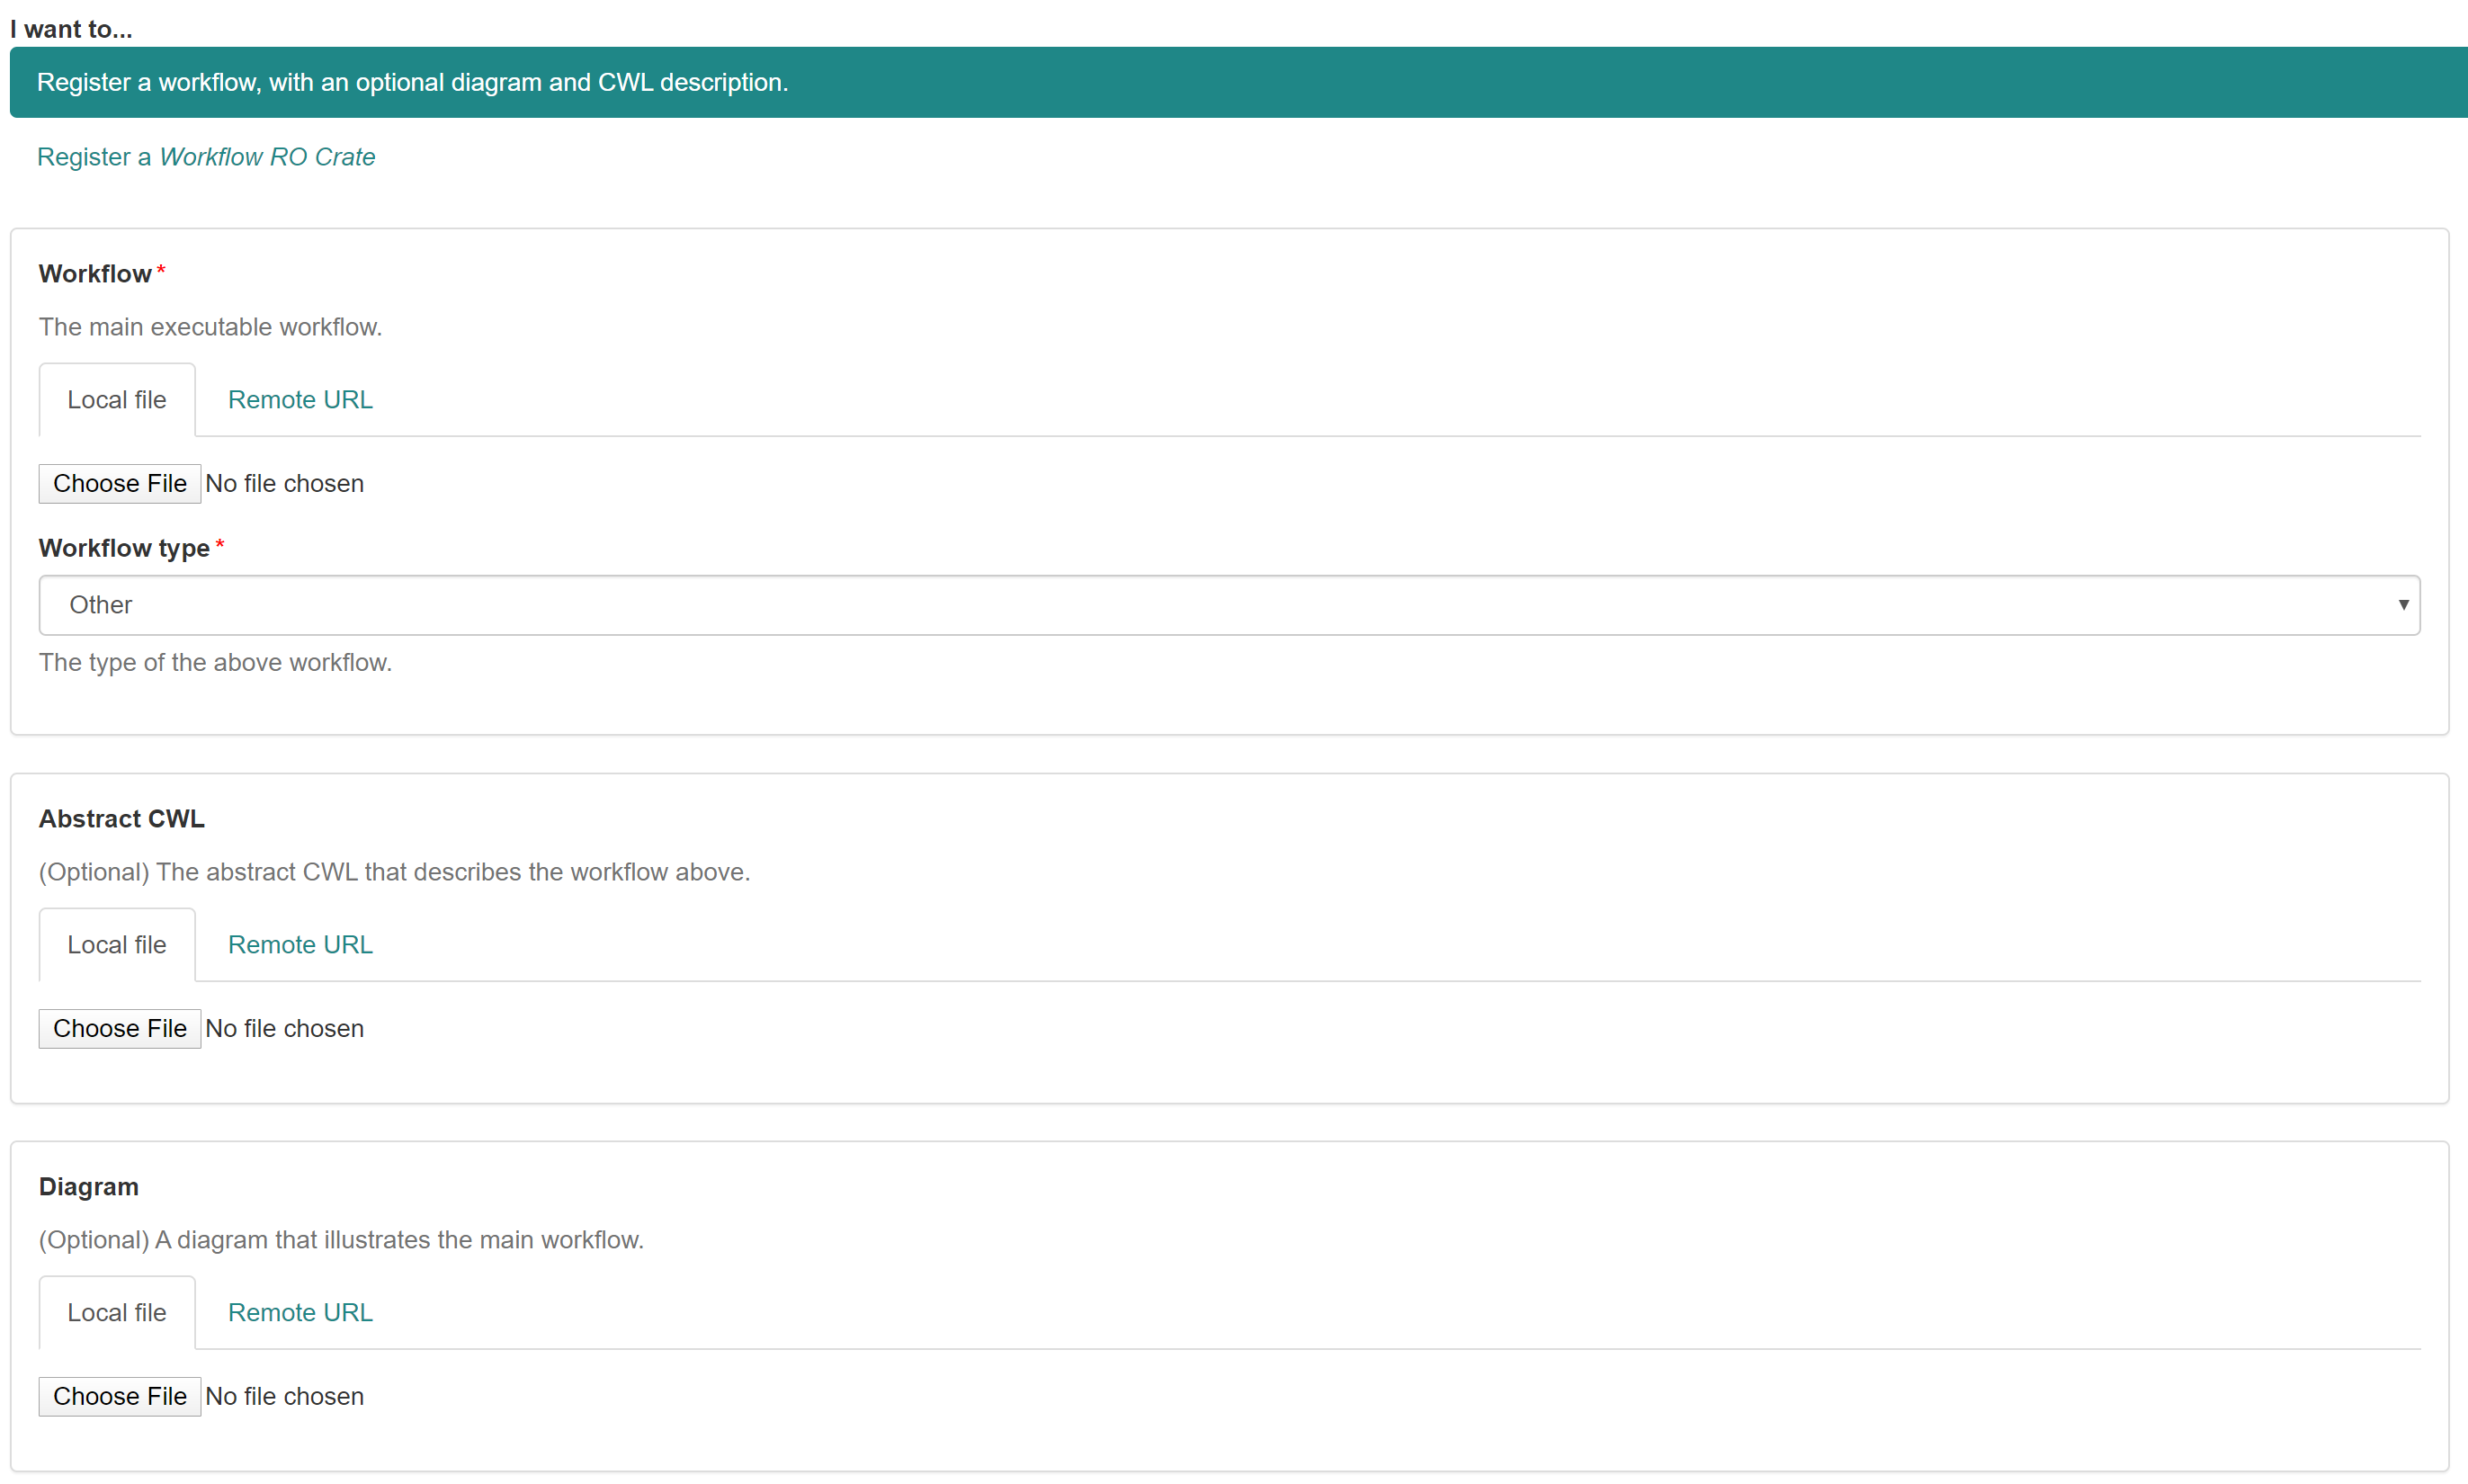 I want to...
Register a workflow, with an optional diagram and CWL description.
Register a Workflow RO Crate
Workflow *
The main executable workflow.
Local file Remote URL
Choose File No file chosen
Workflow type *
Other ▼
The type of the above workflow.
Abstract CWL
(Optional) The abstract CWL that describes the workflow above.
Local file Remote URL
Choose File No file chosen
Diagram
(Optional) A diagram that illustrates the main workflow.
Local file Remote URL
Choose File No file chosen